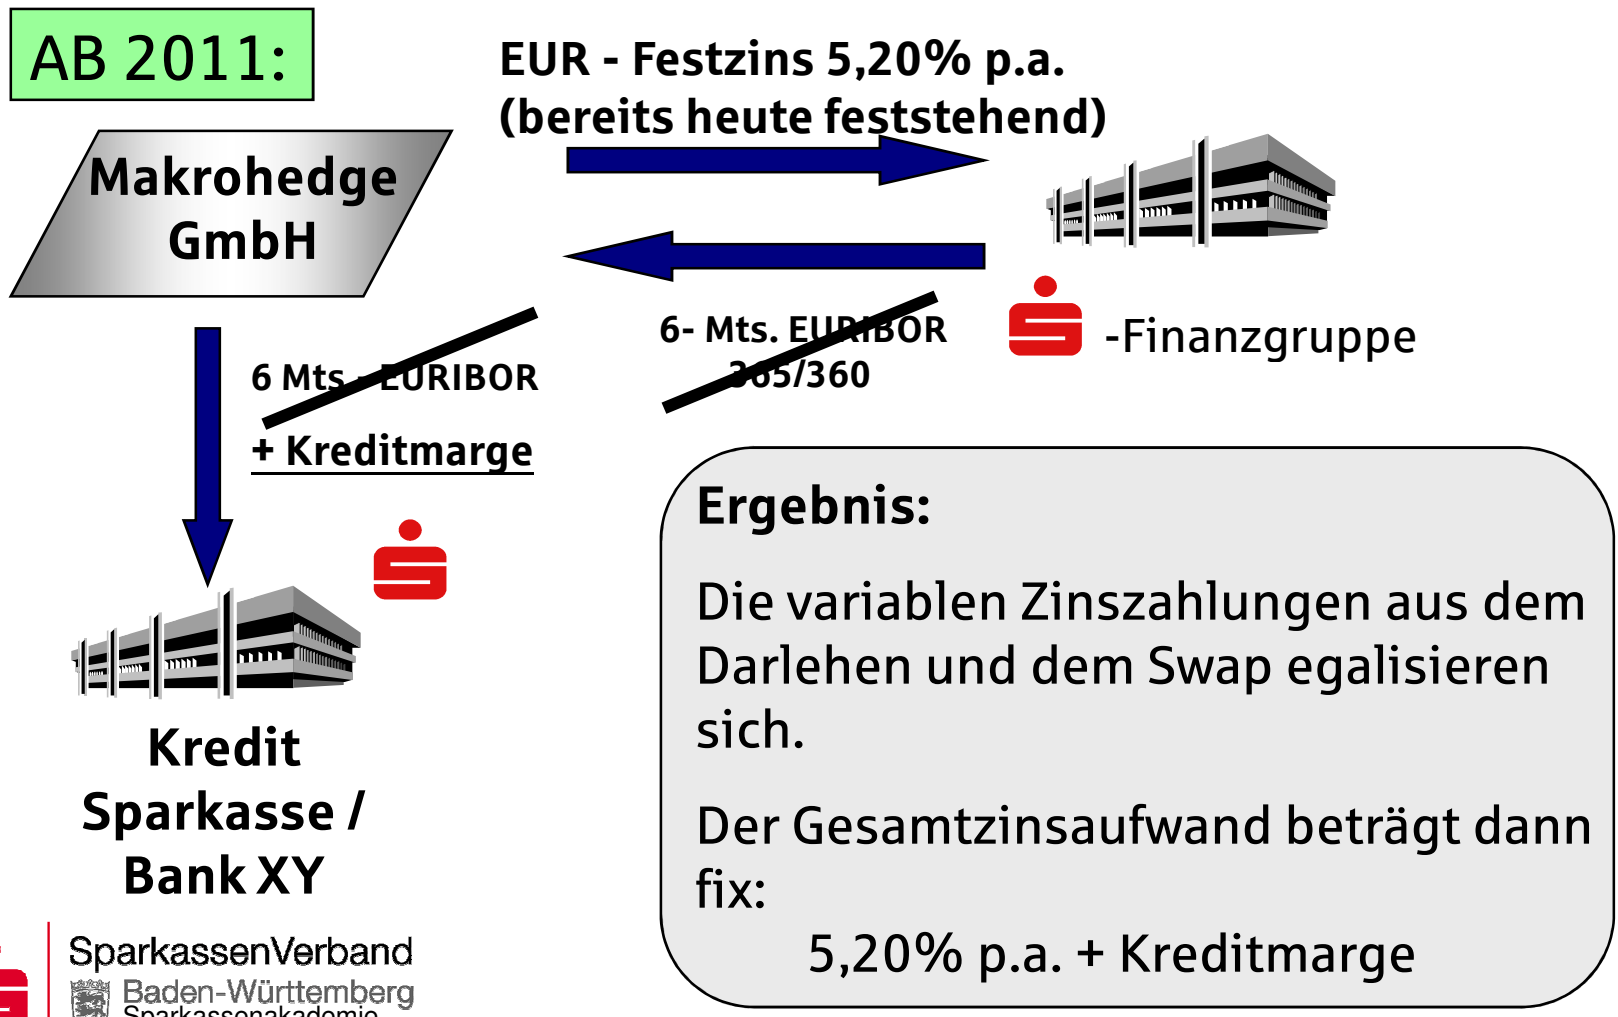 AB 2011:
EUR - Festzins 5,20% p.a.
(bereits heute feststehend)
Makrohedge
GmbH
6- Mts. EURIBOR
365/360
-Finanzgruppe
6 Mts - EURIBOR
+ Kreditmarge
Ergebnis:
Die variablen Zinszahlungen aus dem
Darlehen und dem Swap egalisieren
sich.
Der Gesamtzinsaufwand beträgt dann
fix:
5,20% p.a. + Kreditmarge
Kredit
Sparkasse /
Bank XY
SparkassenVerband
Baden-Württemberg
Sparkassenakademie